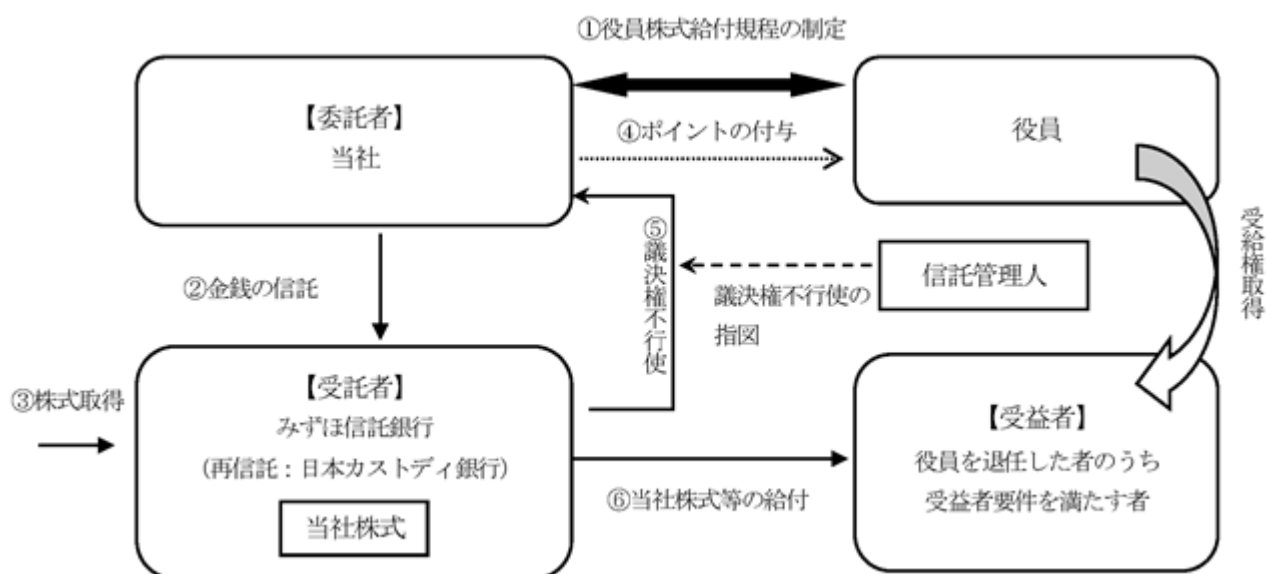 ①役員株式給付規程の制定
【委託者】
当社
④ポイントの付与
役員
②金銭の信託
⑤議決権不行使
議決権不行使の
指図
信託管理人
受給権取得
③株式取得
【受託者】
みずほ信託銀行
(再信託:日本カストディ銀行)
当社株式
⑥当社株式等の給付
【受益者】
役員を退任した者のうち
受益者要件を満たす者